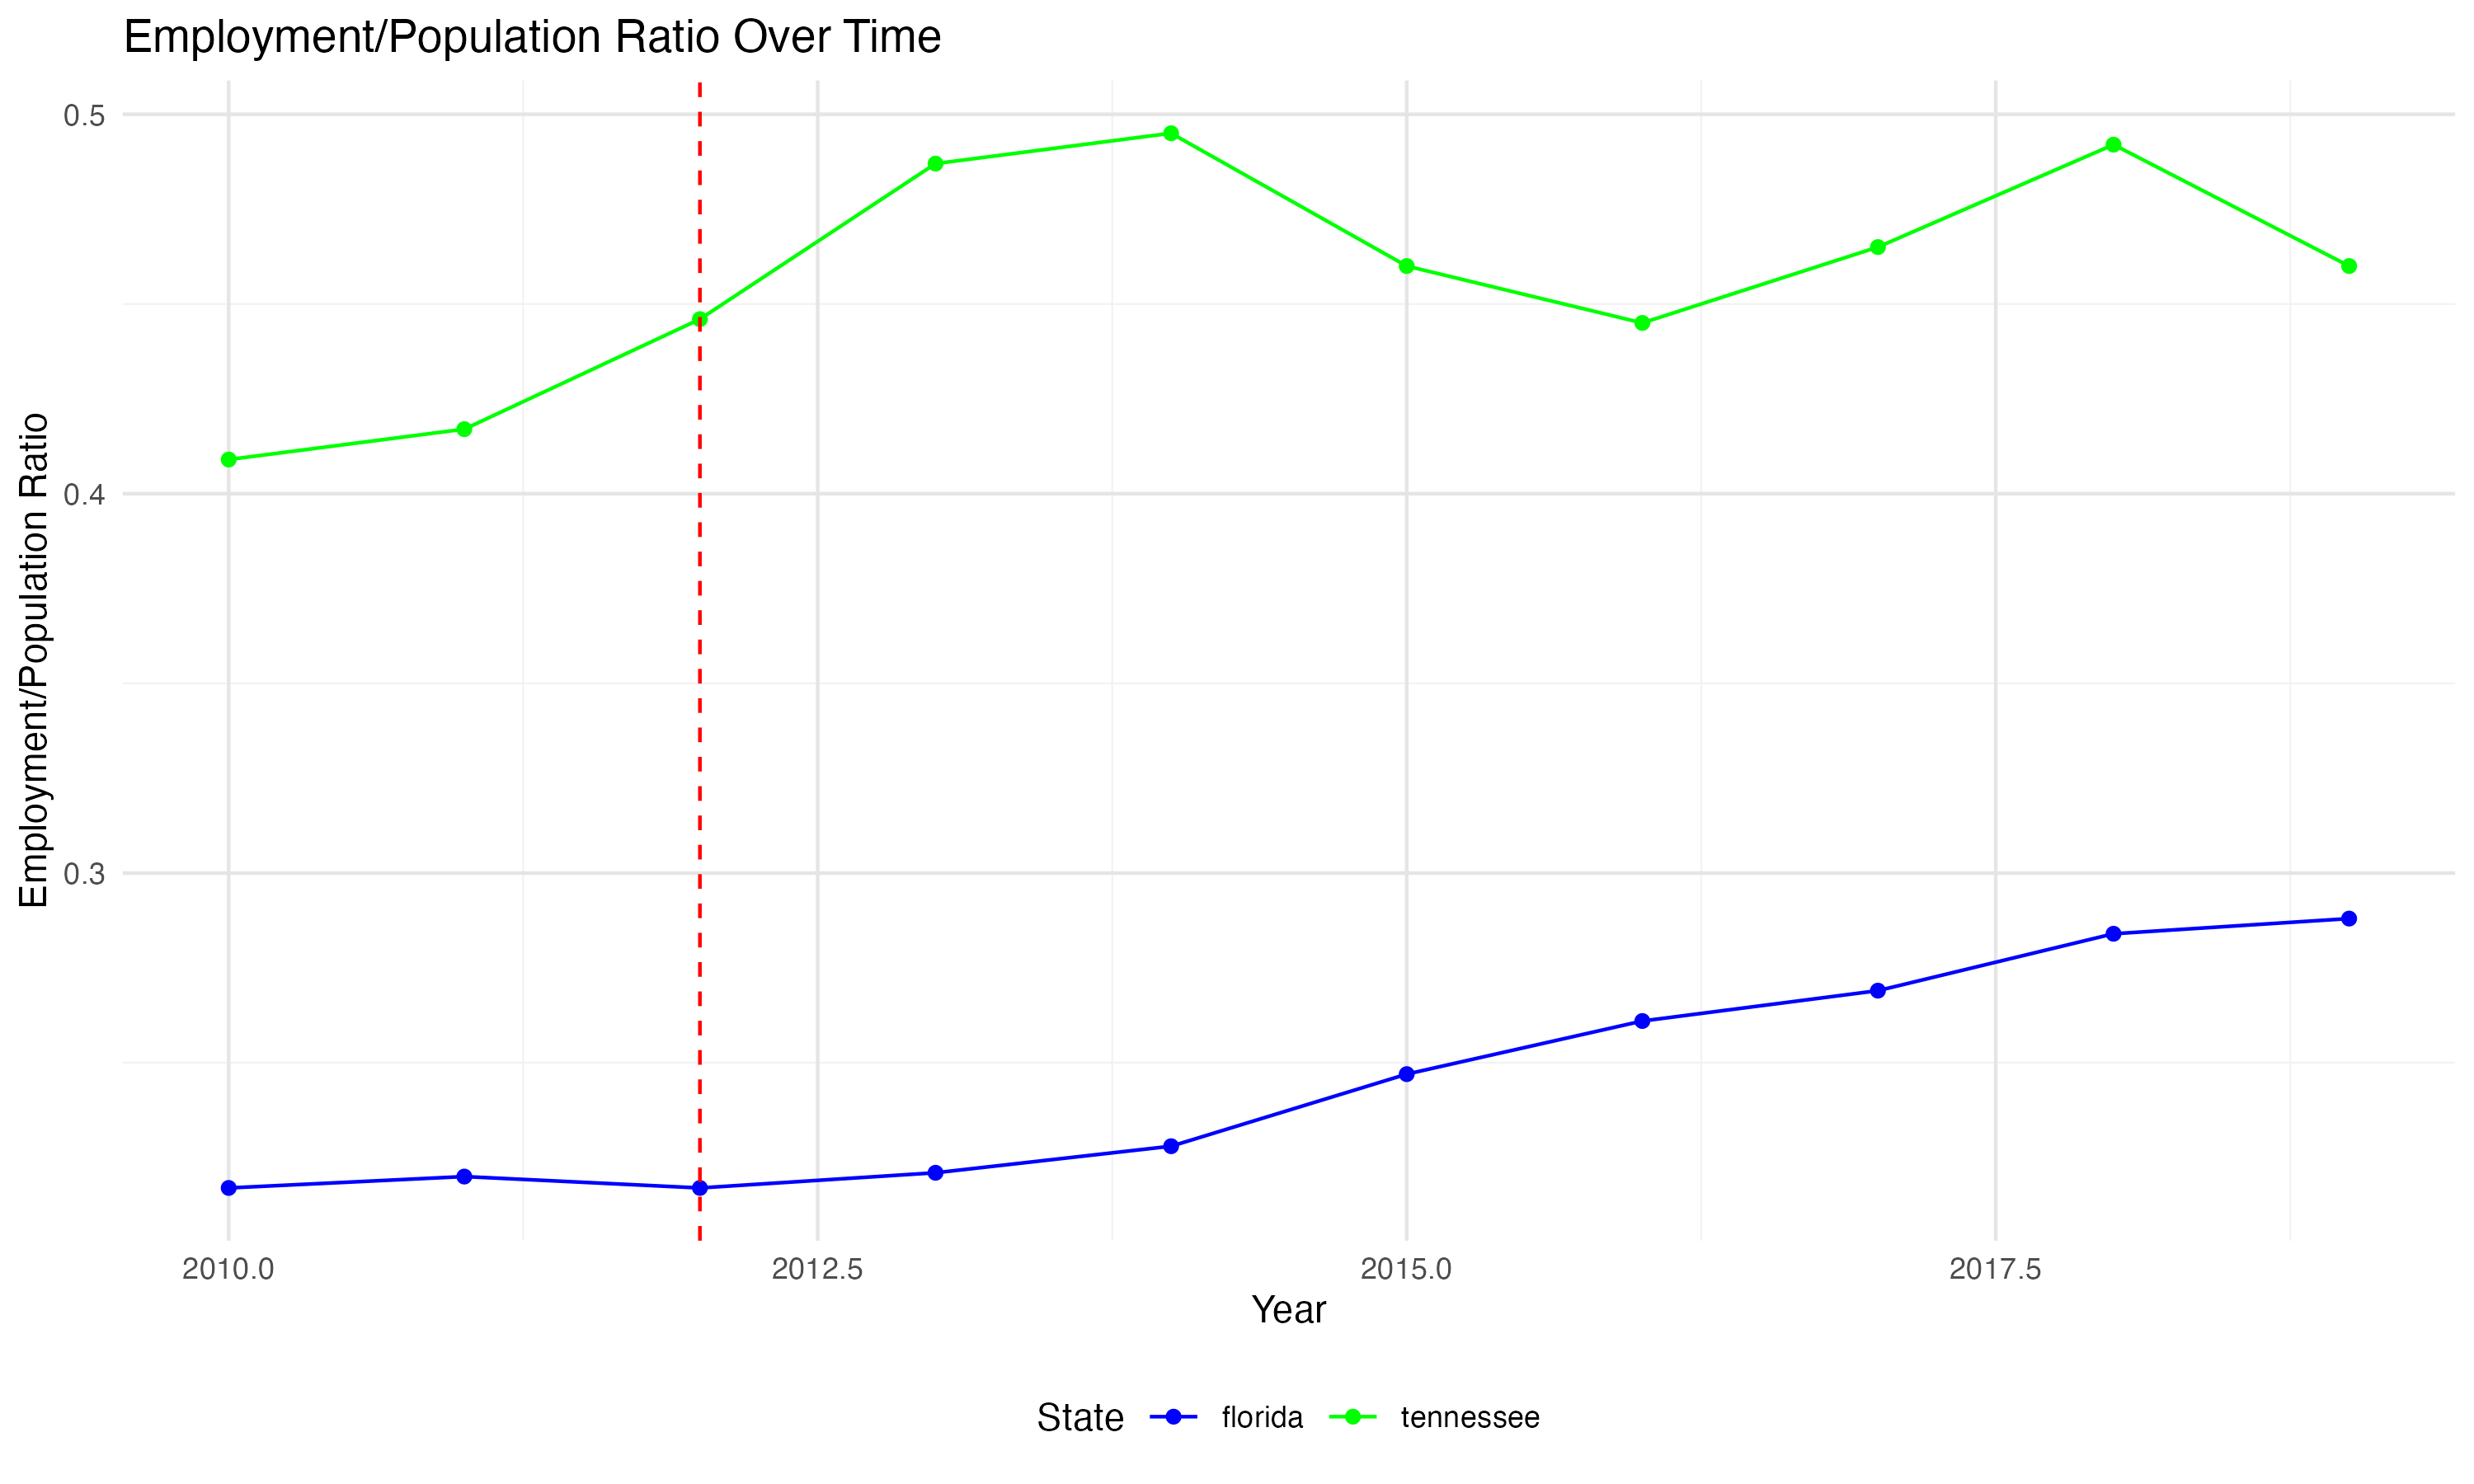 Employment/Population Ratio Over Time
Employment/Population Ratio
0.5
0.4
0.3
2010.0 2012.5 2015.0 2017.5
Year
State florida tennessee